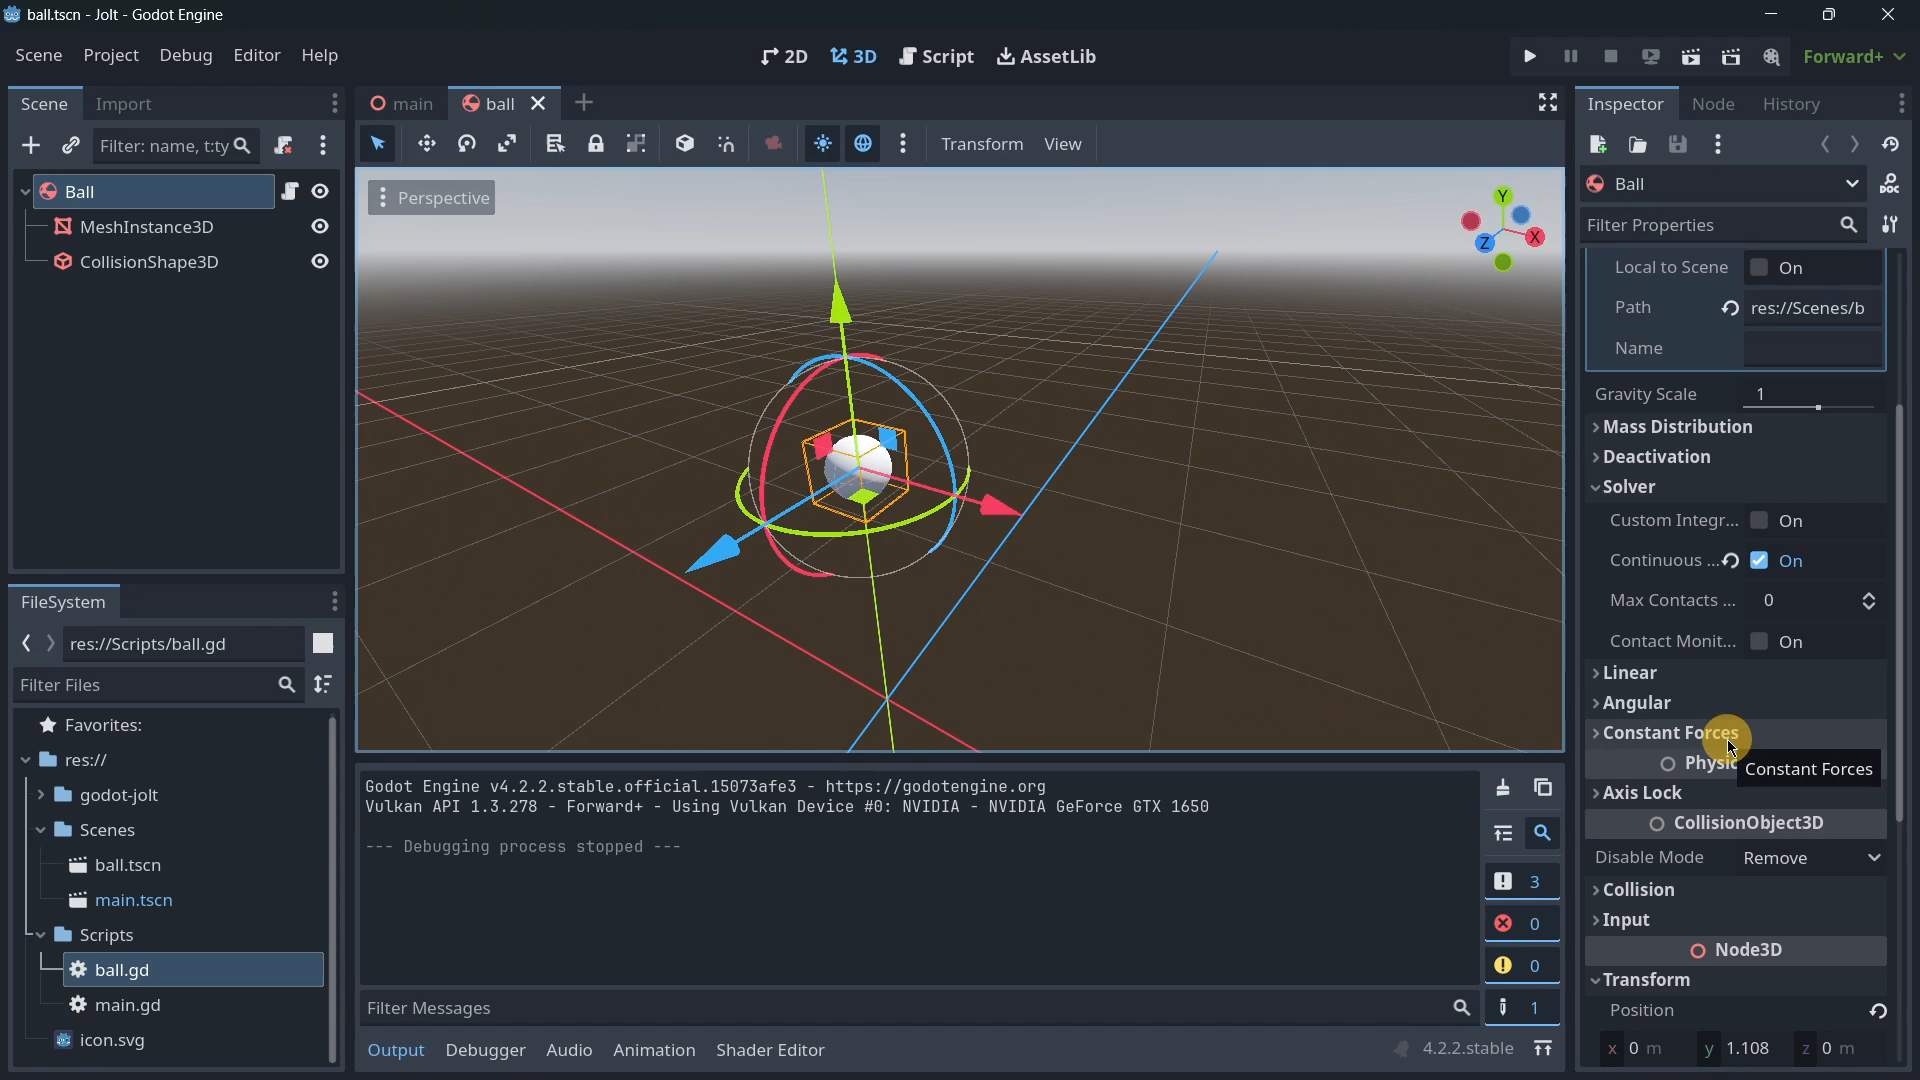 ball.tscn - Jolt - Godot Engine
Scene Project Debug Editor Help
2D 3D Script AssetLib
Forward+
Scene Import
Filter: name, t:ty
Ball
MeshInstance3D
CollisionShape3D
FileSystem
res://Scripts/ball.gd
Filter Files
Favorites:
res://
godot-jolt
Scenes
ball.tscn
main.tscn
Scripts
ball.gd
main.gd
icon.svg
main ball
Transform View
Perspective
Y
X
Z
Godot Engine v4.2.2.stable.official.15073afe3 - https://godotengine.org
Vulkan API 1.3.278 - Forward+ - Using Vulkan Device #0: NVIDIA - NVIDIA GeForce GTX 1650
--- Debugging process stopped ---
3
0
0
1
Filter Messages
Output Debugger Audio Animation Shader Editor
4.2.2.stable
Inspector Node History
Ball
DOC
Filter Properties
Local to Scene On
Path res://Scenes/b
Name
Gravity Scale 1
Mass Distribution
Deactivation
Solver
Custom Integr... On
Continuous ... On
Max Contacts ... 0
Contact Monit... On
Linear
Angular
Constant Forces
Physic
Constant Forces
Axis Lock
CollisionObject3D
Disable Mode Remove
Collision
Input
Node3D
Transform
Position
x 0 m y 1.108 z 0 m